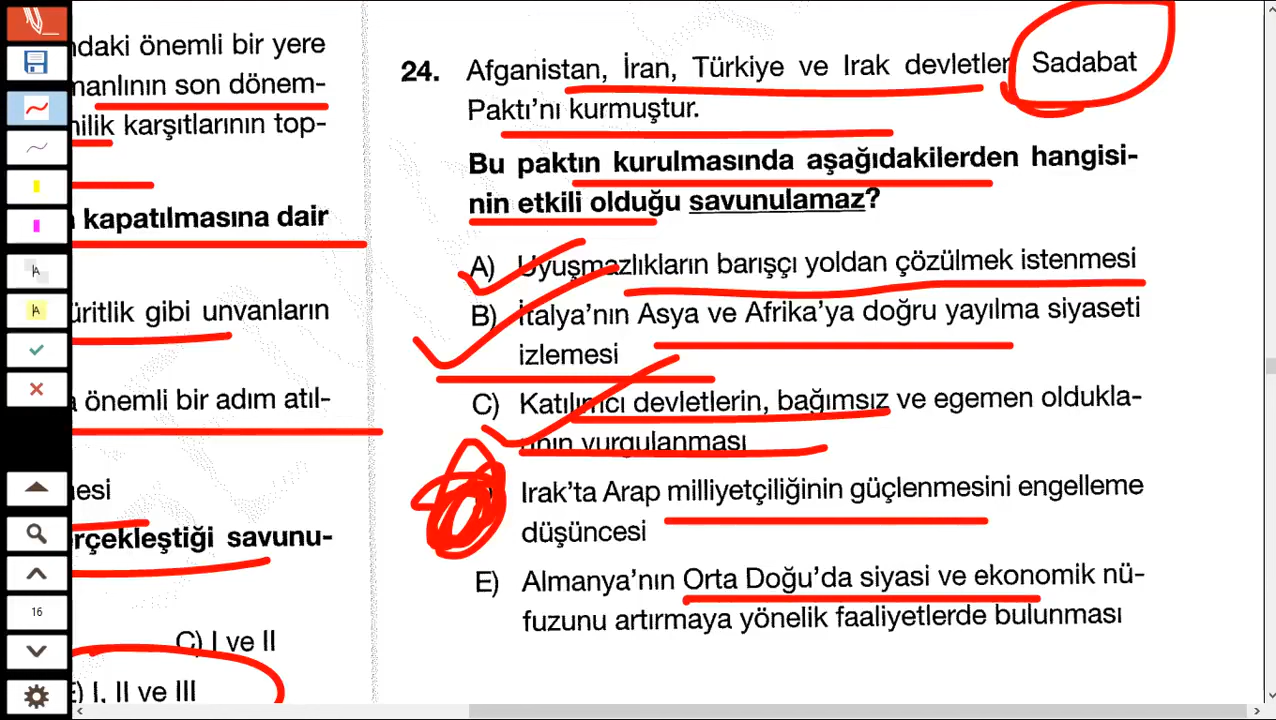 ndaki önemli bir yere
manlının son dönem-
nilik karşıtlarının top-
kapatılmasına dair
üritlik gibi unvanların
önemli bir adım atıl-
esi
erçekleştiği savunu-
C) I ve II
E) I, II ve III
24. Afganistan, İran, Türkiye ve Irak devletler Sadabat
Paktı’nı kurmuştur.
Bu paktın kurulmasında aşağıdakilerden hangisi-
nin etkili olduğu savunulamaz?
A) Uyuşmazlıkların barışçı yoldan çözülmek istenmesi
B) İtalya’nın Asya ve Afrika’ya doğru yayılma siyaseti
izlemesi
C) Katılımcı devletlerin, bağımsız ve egemen oldukla-
rının vurgulanması
Irak’ta Arap milliyetçiliğinin güçlenmesini engelleme
düşüncesi
E) Almanya’nın Orta Doğu’da siyasi ve ekonomik nü-
fuzunu artırmaya yönelik faaliyetlerde bulunması
A
A
16